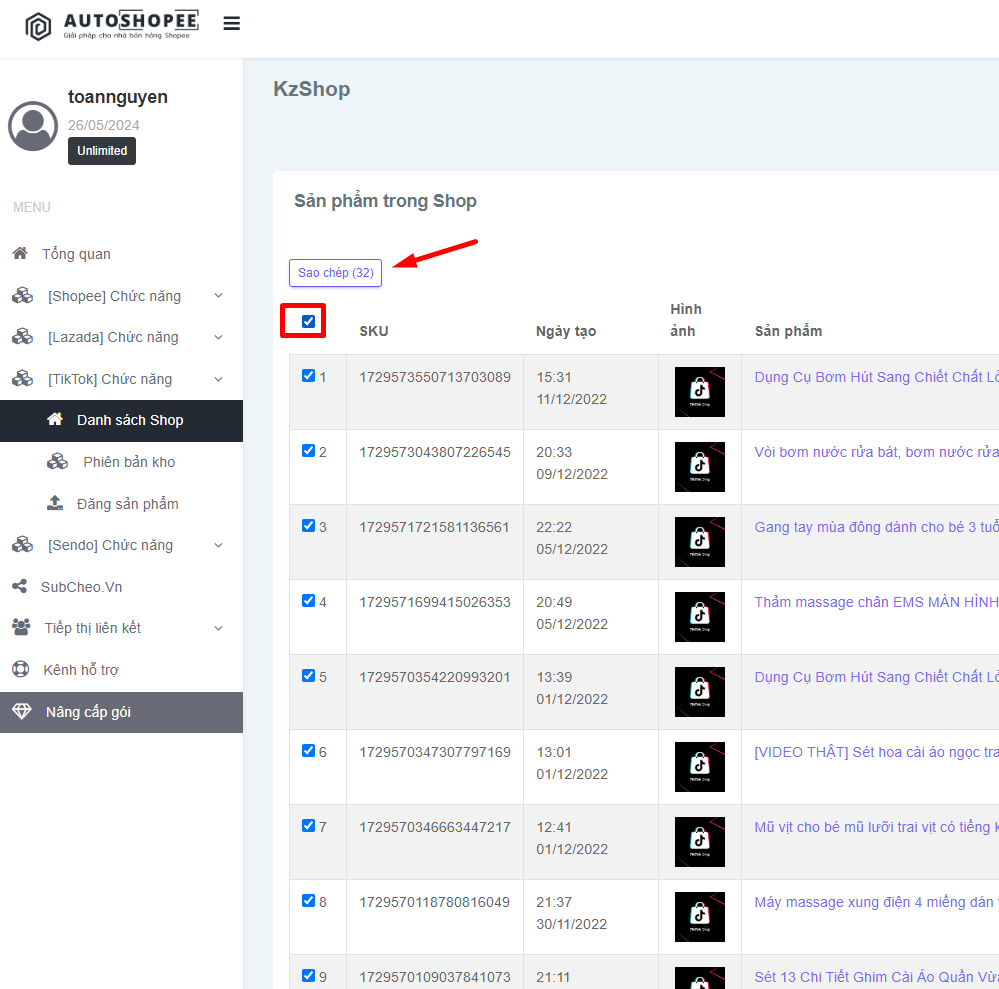 AUTOSHOPEE
Giải pháp cho nhà bán hàng Shopee
toannguyen
26/05/2024
Unlimited
MENU
Tổng quan
[Shopee] Chức năng
[Lazada] Chức năng
[TikTok] Chức năng
Danh sách Shop
Phiên bản kho
Đăng sản phẩm
[Sendo] Chức năng
SubCheo.Vn
Tiếp thị liên kết
Kênh hỗ trợ
Nâng cấp gói
KzShop
Sản phẩm trong Shop
Sao chép (32)
SKU Ngày tạo Hình ảnh Sản phẩm
1 1729573550713703089 15:31 11/12/2022 TikTok Shop Dụng Cụ Bơm Hút Sang Chiết Chất Lỏ
2 1729573043807226545 20:33 09/12/2022 TikTok Shop Vòi bơm nước rửa bát, bơm nước rửa
3 1729571721581136561 22:22 05/12/2022 TikTok Shop Gang tay mùa đông dành cho bé 3 tuổ
4 1729571699415026353 20:49 05/12/2022 TikTok Shop Thảm massage chân EMS MÀN HÌNH
5 1729570354220993201 13:39 01/12/2022 TikTok Shop Dụng Cụ Bơm Hút Sang Chiết Chất Lỏ
6 1729570347307797169 13:01 01/12/2022 TikTok Shop [VIDEO THẬT] Sét hoa cài áo ngọc tra
7 1729570346663447217 12:41 01/12/2022 TikTok Shop Mũ vịt cho bé mũ lưỡi trai vịt có tiếng k
8 1729570118780816049 21:37 30/11/2022 TikTok Shop Máy massage xung điện 4 miếng dán
9 1729570109037841073 21:11 Sét 13 Chi Tiết Ghim Cài Áo Quần Vừa